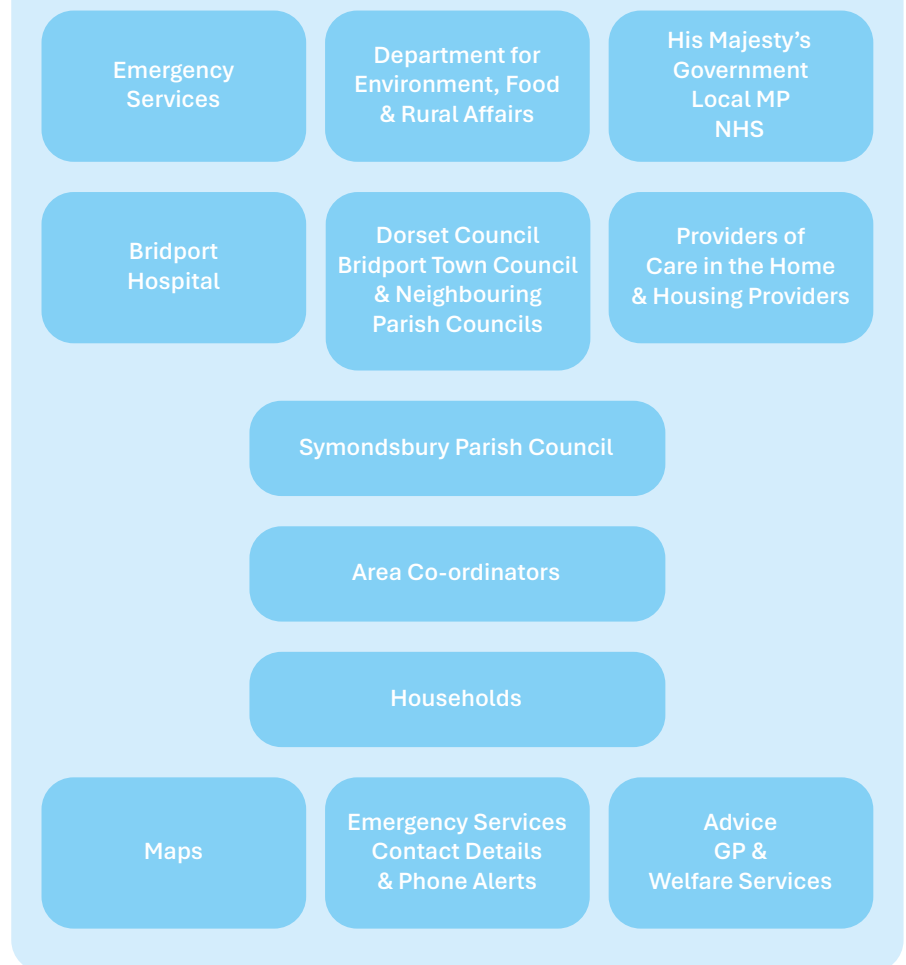 Emergency
Services
Department for
Environment, Food
& Rural Affairs
His Majesty’s
Government
Local MP
NHS
Bridport
Hospital
Dorset Council
Bridport Town Council
& Neighbouring
Parish Councils
Providers of
Care in the Home
& Housing Providers
Symondsbury Parish Council
Area Co-ordinators
Households
Maps
Emergency Services
Contact Details
& Phone Alerts
Advice
GP &
Welfare Services